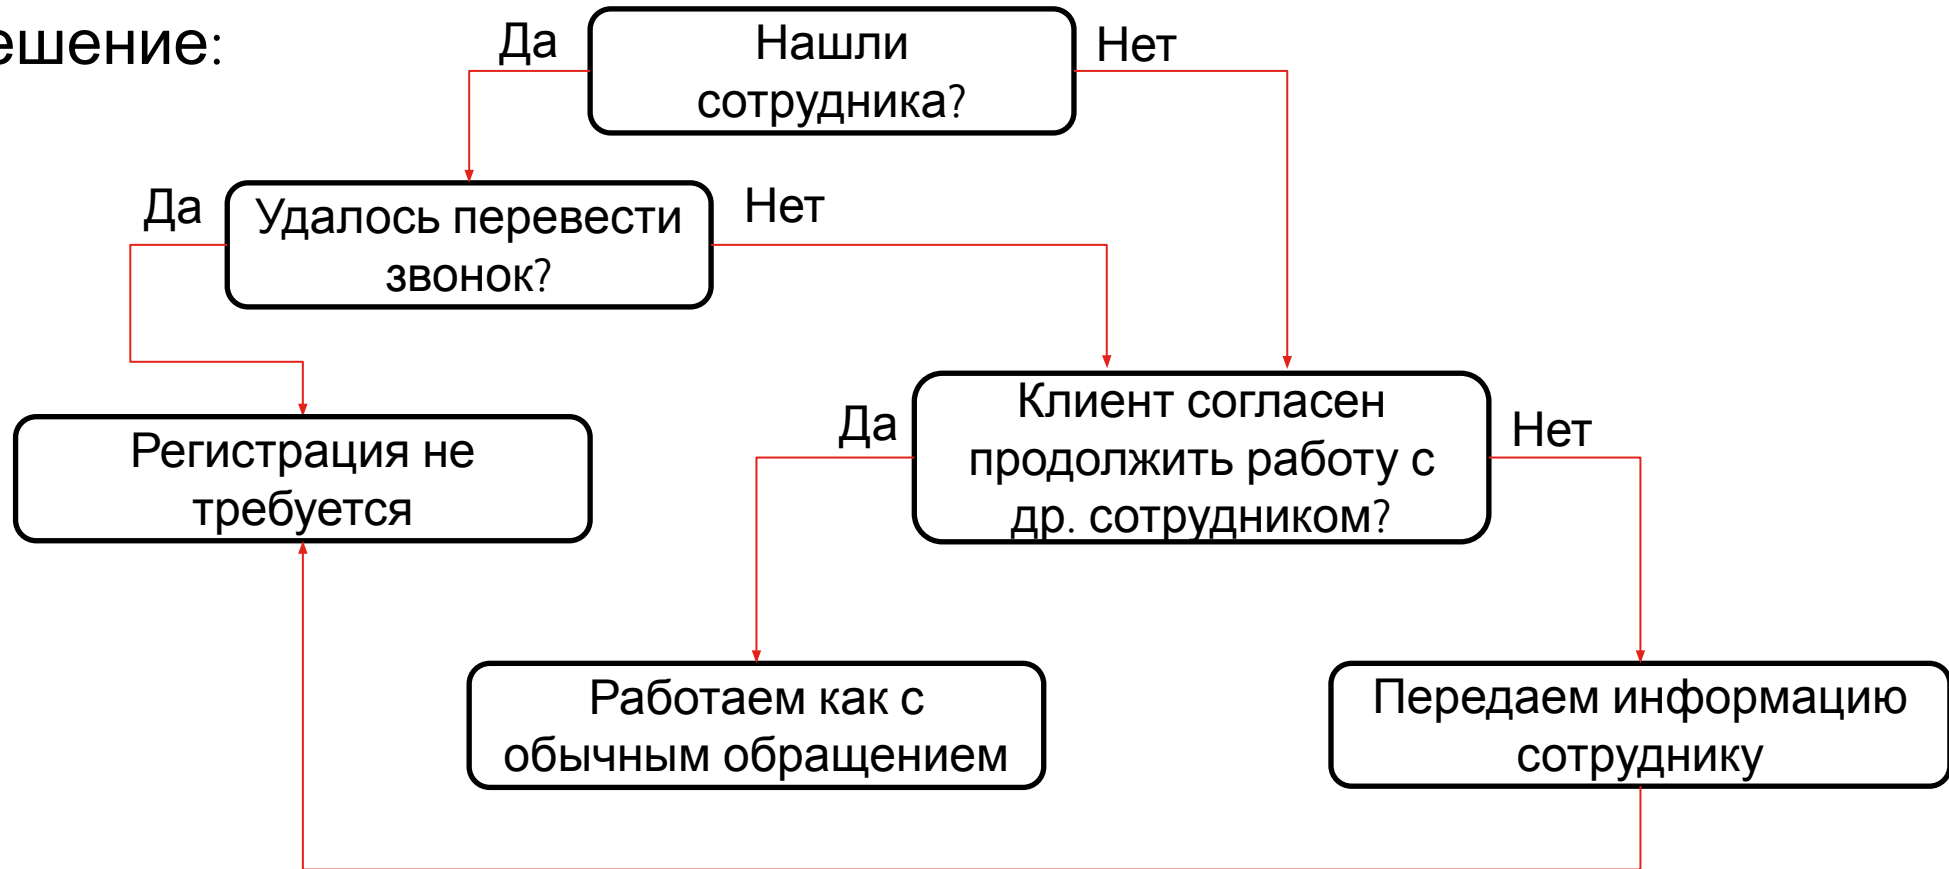 ешение:
Да
Нашли
сотрудника?
Нет
Да
Удалось перевести
звонок?
Нет
Регистрация не
требуется
Да
Клиент согласен
продолжить работу с
др. сотрудником?
Нет
Работаем как с
обычным обращением
Передаем информацию
сотруднику